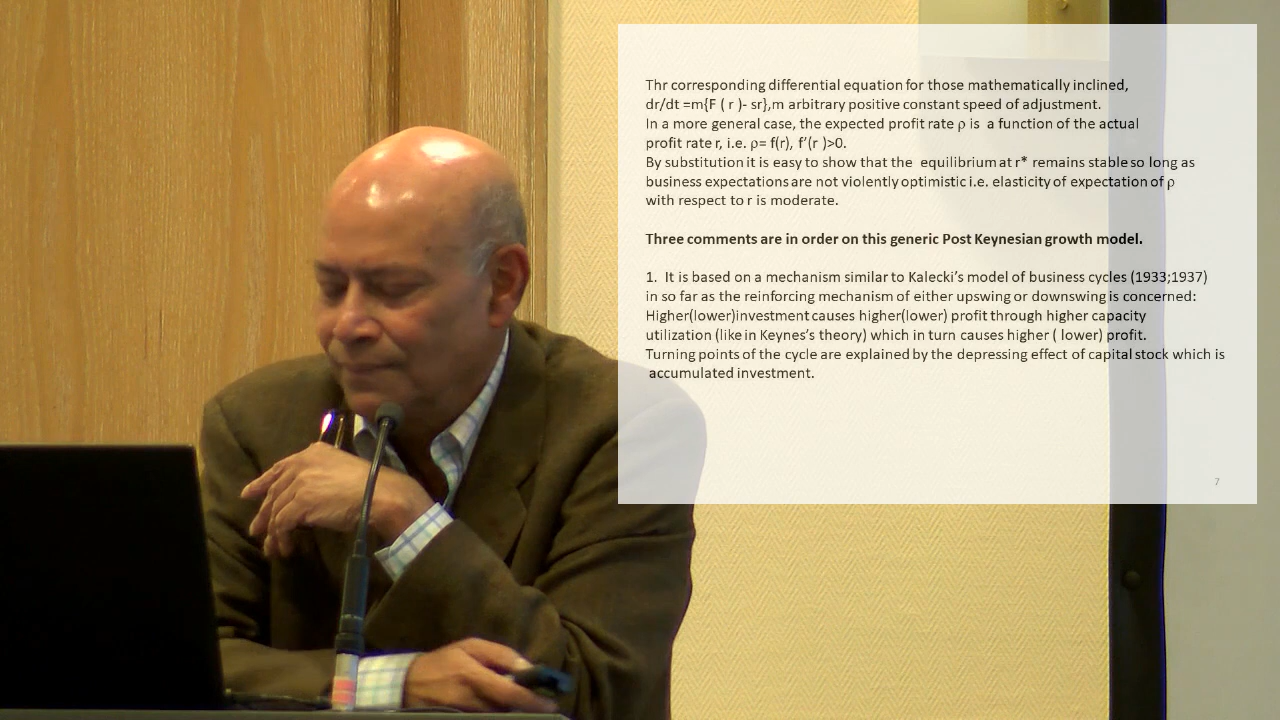 Thr corresponding differential equation for those mathematically inclined,
dr/dt =m{F ( r )- sr},m arbitrary positive constant speed of adjustment.
In a more general case, the expected profit rate ρ is  a function of the actual
profit rate r, i.e. ρ= f(r), f’(r )>0.
By substitution it is easy to show that the  equilibrium at r* remains stable so long as
business expectations are not violently optimistic i.e. elasticity of expectation of ρ
with respect to r is moderate.
Three comments are in order on this generic Post Keynesian growth model.
1.  It is based on a mechanism similar to Kalecki’s model of business cycles (1933;1937)
in so far as the reinforcing mechanism of either upswing or downswing is concerned:
Higher(lower)investment causes higher(lower) profit through higher capacity
utilization (like in Keynes’s theory) which in turn causes higher ( lower) profit.
Turning points of the cycle are explained by the depressing effect of capital stock which is
accumulated investment.
7